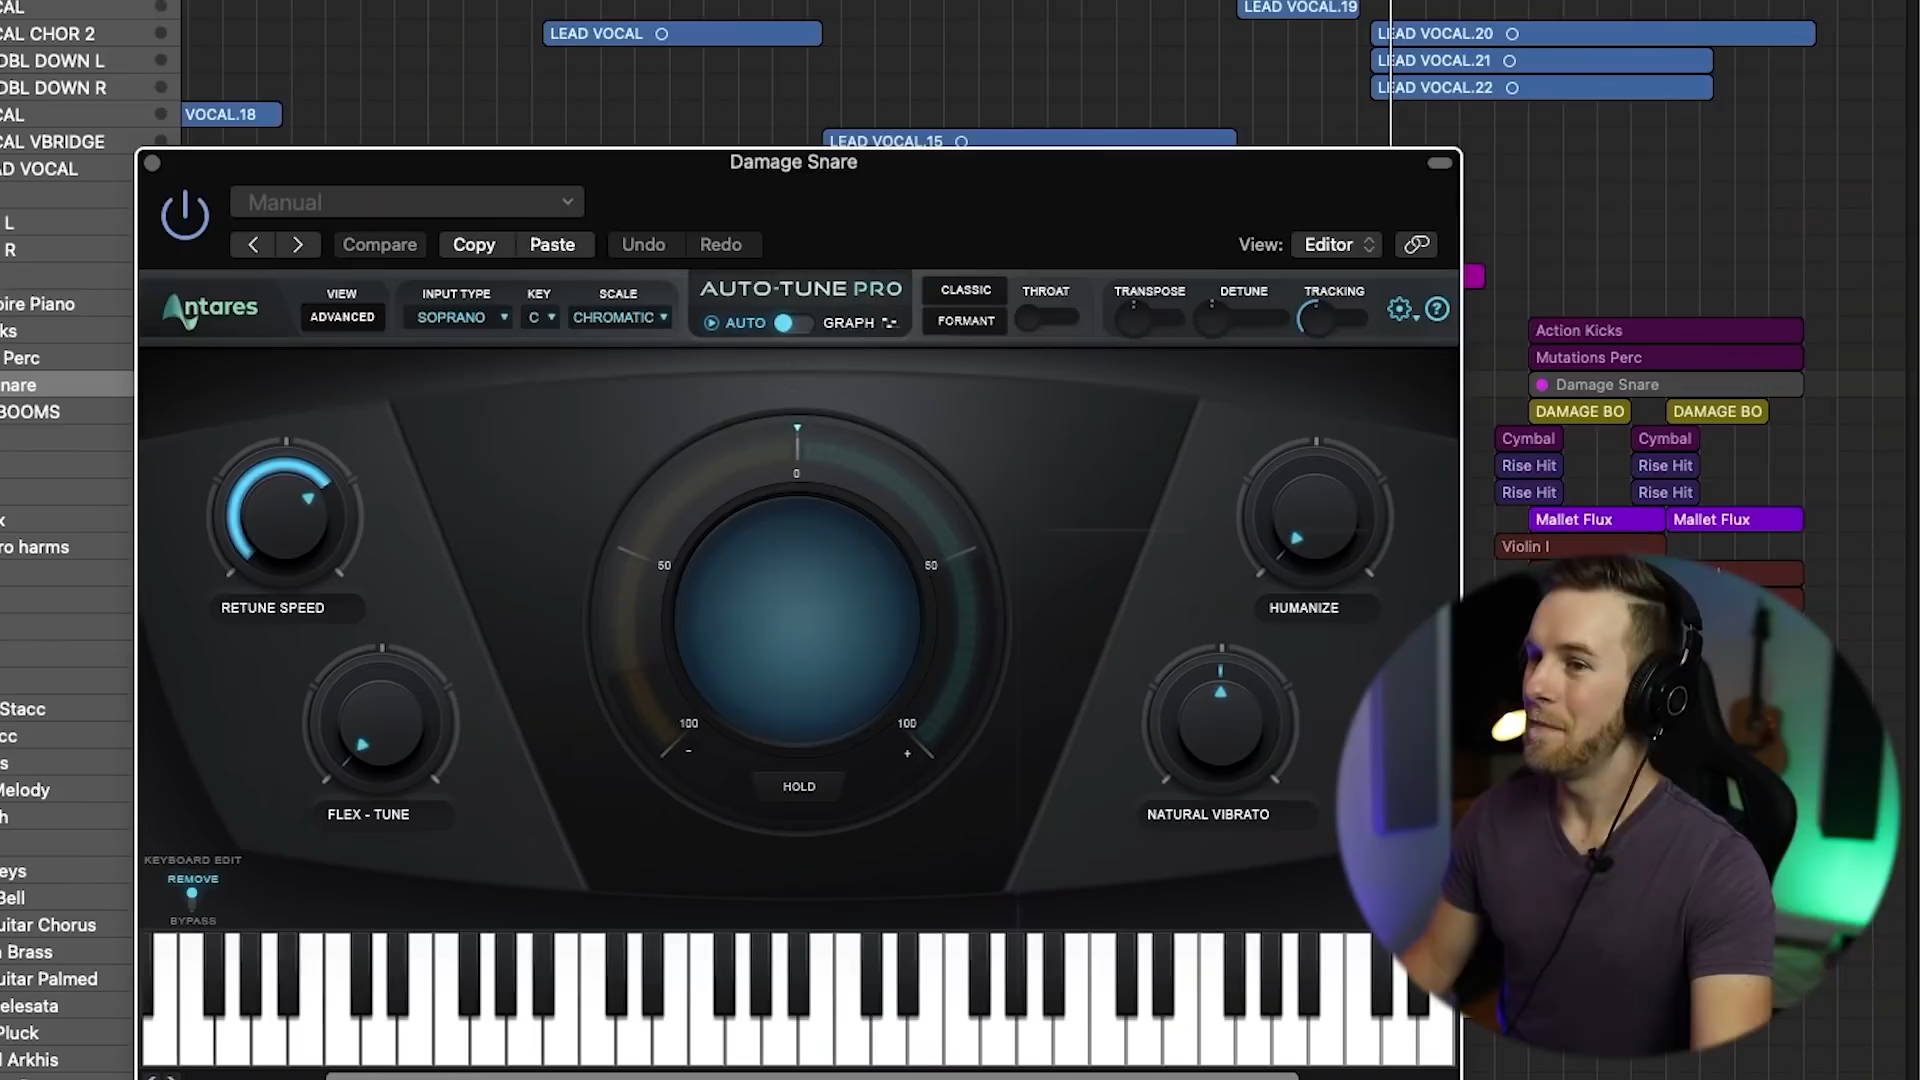 CAL
CAL CHOR 2
DBL DOWN L
DBL DOWN R
CAL
CAL VBRIDGE
AD VOCAL
L
R
oire Piano
ks
Perc
nare
BOOMS
x
ro harms
Stacc
cc
s
Melody
h
eys
Bell
uitar Chorus
n Brass
uitar Palmed
elesata
Pluck
l Arkhis
LEAD VOCAL.19
LEAD VOCAL
LEAD VOCAL.20
LEAD VOCAL.21
LEAD VOCAL.22
VOCAL.18
LEAD VOCAL.15
Damage Snare
Manual
< > Compare Copy Paste Undo Redo
View: Editor
Antares
VIEW
ADVANCED
INPUT TYPE
SOPRANO
KEY
C
SCALE
CHROMATIC
AUTO-TUNE PRO
AUTO GRAPH
CLASSIC
FORMANT
THROAT
TRANSPOSE
DETUNE
TRACKING
?
RETUNE SPEED
FLEX - TUNE
0
50 50
100 100
- +
HOLD
HUMANIZE
NATURAL VIBRATO
KEYBOARD EDIT
REMOVE
BYPASS
Action Kicks
Mutations Perc
Damage Snare
DAMAGE BO DAMAGE BO
Cymbal Cymbal
Rise Hit Rise Hit
Rise Hit Rise Hit
Mallet Flux Mallet Flux
Violin I